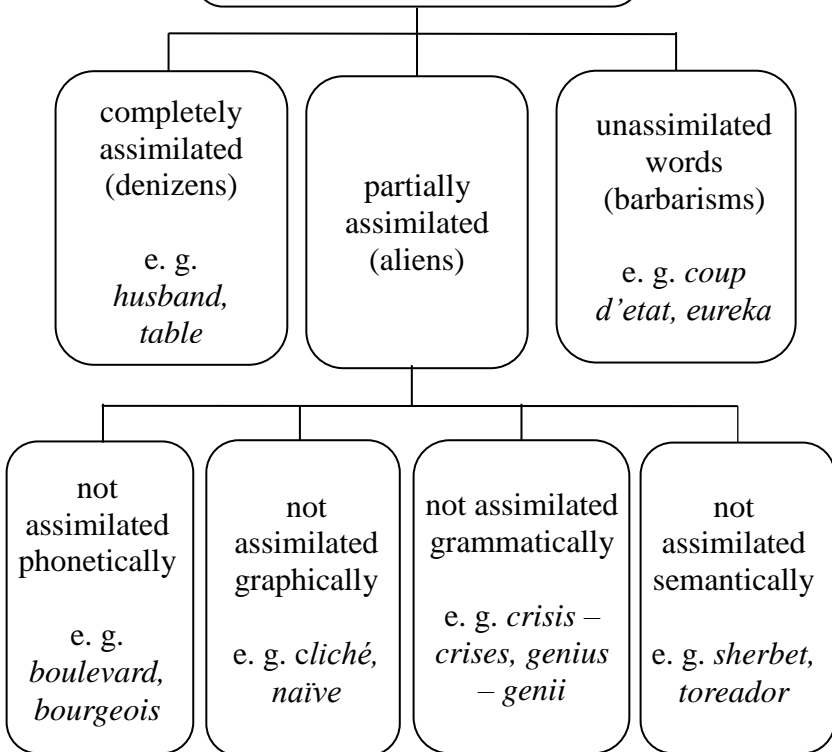 completely
assimilated
(denizens)
e. g.
husband,
table
partially
assimilated
(aliens)
unassimilated
words
(barbarisms)
e. g. coup
d’etat, eureka
not
assimilated
phonetically
e. g.
boulevard,
bourgeois
not
assimilated
graphically
e. g. cliché,
naïve
not assimilated
grammatically
e. g. crisis –
crises, genius
– genii
not
assimilated
semantically
e. g. sherbet,
toreador